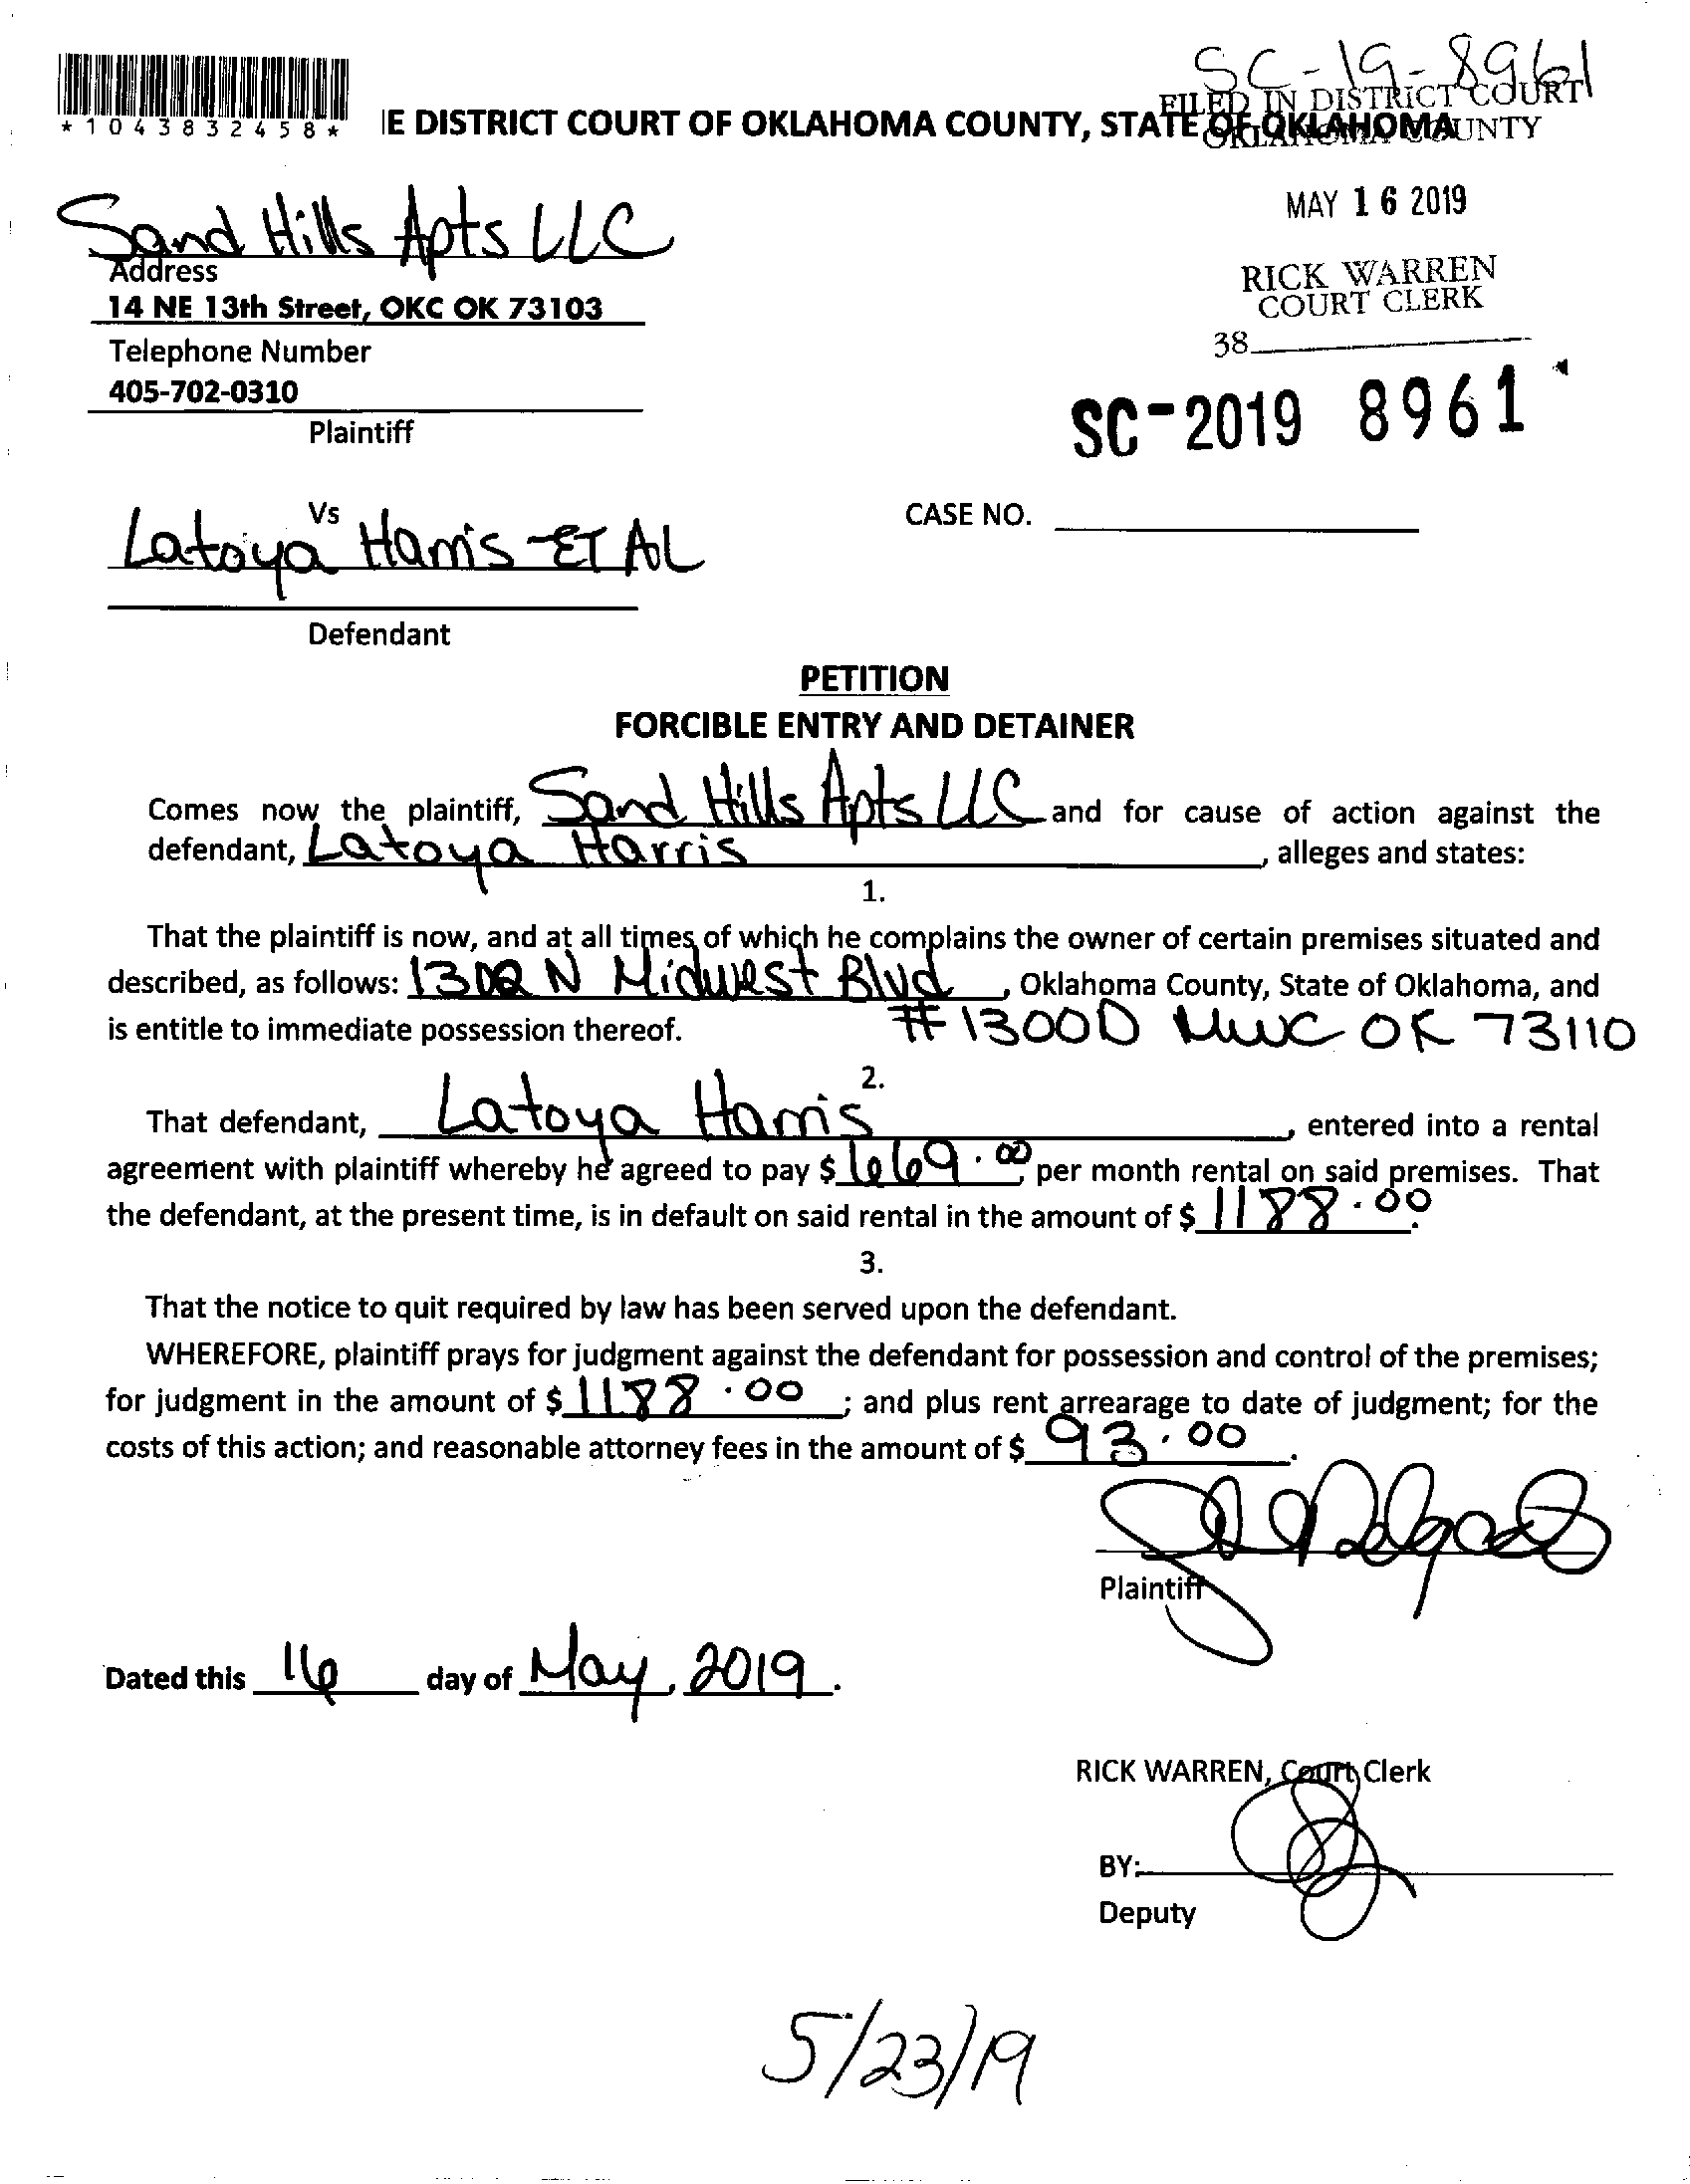 SC-19-8961
FILED IN DISTRICT COURT
OKLAHOMA COUNTY
*1043832458*
IE DISTRICT COURT OF OKLAHOMA COUNTY, STATE OF OKLAHOMA
MAY 16 2019
Sand Hills Apts LLC
Address
RICK WARREN
COURT CLERK
14 NE 13th Street, OKC OK 73103
Telephone Number
38
405-702-0310
Plaintiff
SC-2019 8961
Vs
CASE NO.
Latoya Harris ET AL
Defendant
PETITION
FORCIBLE ENTRY AND DETAINER
Comes now the plaintiff, Sand Hills Apts LLC and for cause of action against the
defendant, Latoya Harris, alleges and states:
1.
That the plaintiff is now, and at all times of which he complains the owner of certain premises situated and
described, as follows: 1302 N Midwest Blvd, Oklahoma County, State of Oklahoma, and
is entitle to immediate possession thereof. #1300D MWC OK 73110
2.
That defendant, Latoya Harris, entered into a rental
agreement with plaintiff whereby he agreed to pay $ 669.00 per month rental on said premises. That
the defendant, at the present time, is in default on said rental in the amount of $ 1188.00.
3.
That the notice to quit required by law has been served upon the defendant.
WHEREFORE, plaintiff prays for judgment against the defendant for possession and control of the premises;
for judgment in the amount of $ 1188.00; and plus rent arrearage to date of judgment; for the
costs of this action; and reasonable attorney fees in the amount of $ 93.00.
Plaintiff
Dated this 16 day of May, 2019.
RICK WARREN, Court Clerk
BY:
Deputy
5/23/19